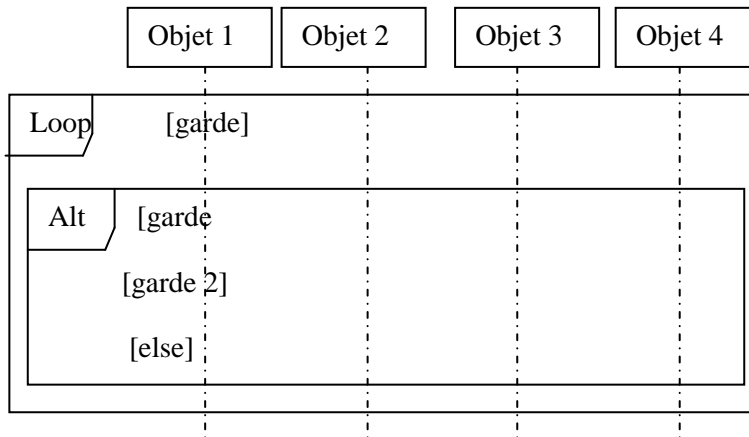 Objet 1 Objet 2 Objet 3 Objet 4
Loop [garde]
Alt [garde
[garde 2]
[else]